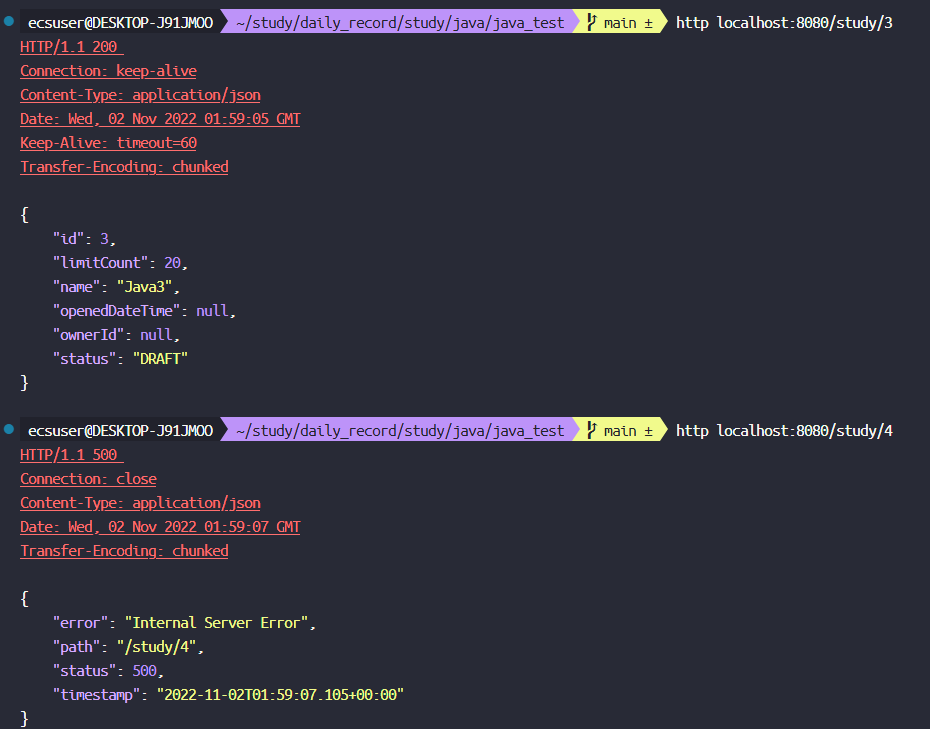 ecsuser@DESKTOP-J91JMOO ~/study/daily_record/study/java/java_test main ± http localhost:8080/study/3
HTTP/1.1 200
Connection: keep-alive
Content-Type: application/json
Date: Wed, 02 Nov 2022 01:59:05 GMT
Keep-Alive: timeout=60
Transfer-Encoding: chunked
{
    "id": 3,
    "limitCount": 20,
    "name": "Java3",
    "openedDateTime": null,
    "ownerId": null,
    "status": "DRAFT"
}
ecsuser@DESKTOP-J91JMOO ~/study/daily_record/study/java/java_test main ± http localhost:8080/study/4
HTTP/1.1 500
Connection: close
Content-Type: application/json
Date: Wed, 02 Nov 2022 01:59:07 GMT
Transfer-Encoding: chunked
{
    "error": "Internal Server Error",
    "path": "/study/4",
    "status": 500,
    "timestamp": "2022-11-02T01:59:07.105+00:00"
}